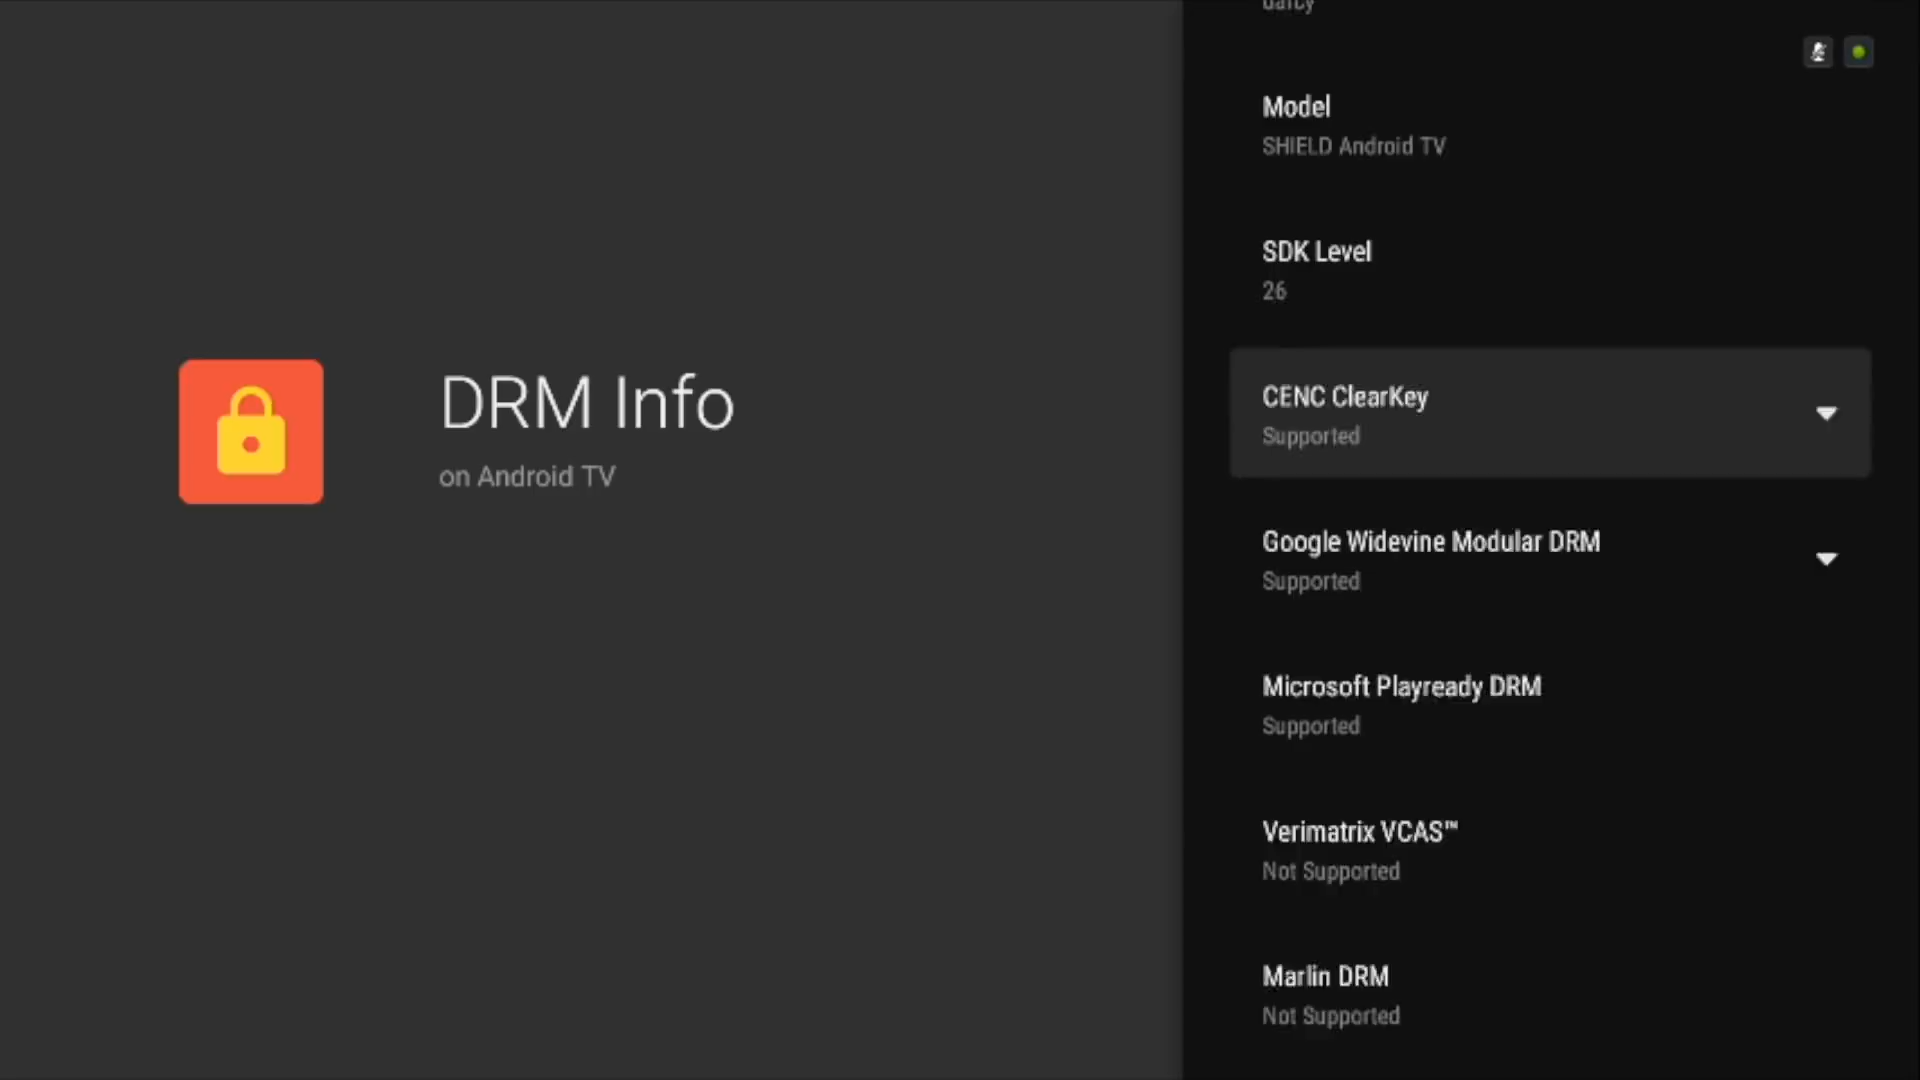 DRM Info
on Android TV
darcy
Model
SHIELD Android TV
SDK Level
26
CENC ClearKey
Supported
Google Widevine Modular DRM
Supported
Microsoft Playready DRM
Supported
Verimatrix VCAS™
Not Supported
Marlin DRM
Not Supported